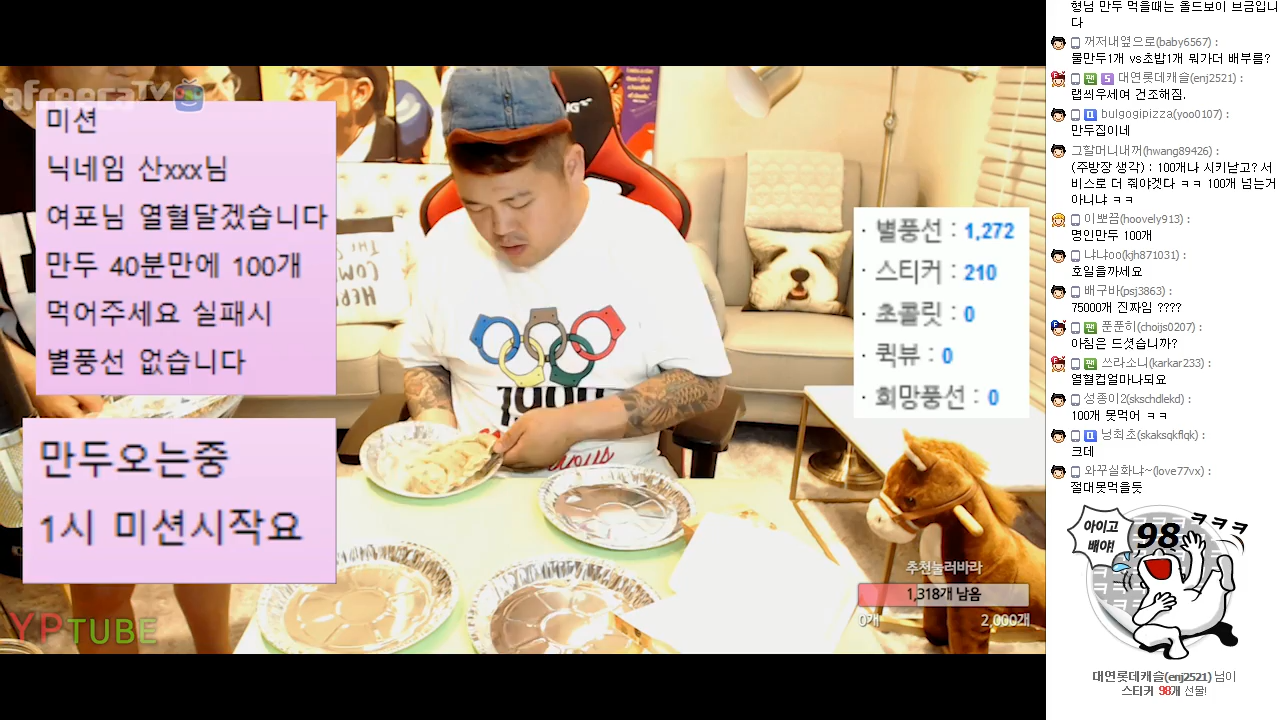 afreecaTV
미션
닉네임 산xxx님
여포님 열혈달겠습니다
만두 40분만에 100개
먹어주세요 실패시
별풍선 없습니다
만두오는중
1시 미션시작요
YPTUBE
· 별풍선 : 1,272
· 스티커 : 210
· 초콜릿 : 0
· 퀵뷰 : 0
· 희망풍선 : 0
추천눌러바라
1,318개 남음
0개
2,000개
형님 만두 먹을때는 올드보이 브금입니
다
꺼저내옆으로(baby6567) :
물만두1개 vs초밥1개 뭐가더 배부를?
팬 S 대연롯데캐슬(enj2521) :
랩씌우세여 건조해짐.
bulgogipizza(yoo0107) :
만두집이네
그할머니내꺼(hwang89426) :
(주방장 생각) : 100개나 시키남고? 서
비스로 더 줘야겟다 ㅋㅋ 100개 넘는거
아니냐 ㅋㅋ
이뽀끔(hoovely913) :
명인만두 100개
냐냐oo(kjh871031) :
호일을까세요
배구바(psj3863) :
75000개 진짜임 ????
팬 푼푼히(choijs0207) :
아침은 드셧습니까?
팬 쓰라소니(karkar233) :
열혈컵얼마나되요
성종이2(skschdlekd) :
100개 못먹어 ㅋㅋ
닝최초(skaksqkflqk) :
크데
와꾸실화냐~(love77vx) :
절대못먹을듯
아이고
배야!
98
ㅋㅋㅋ
대연롯데캐슬(enj2521) 님이
스티커 98개 선물!